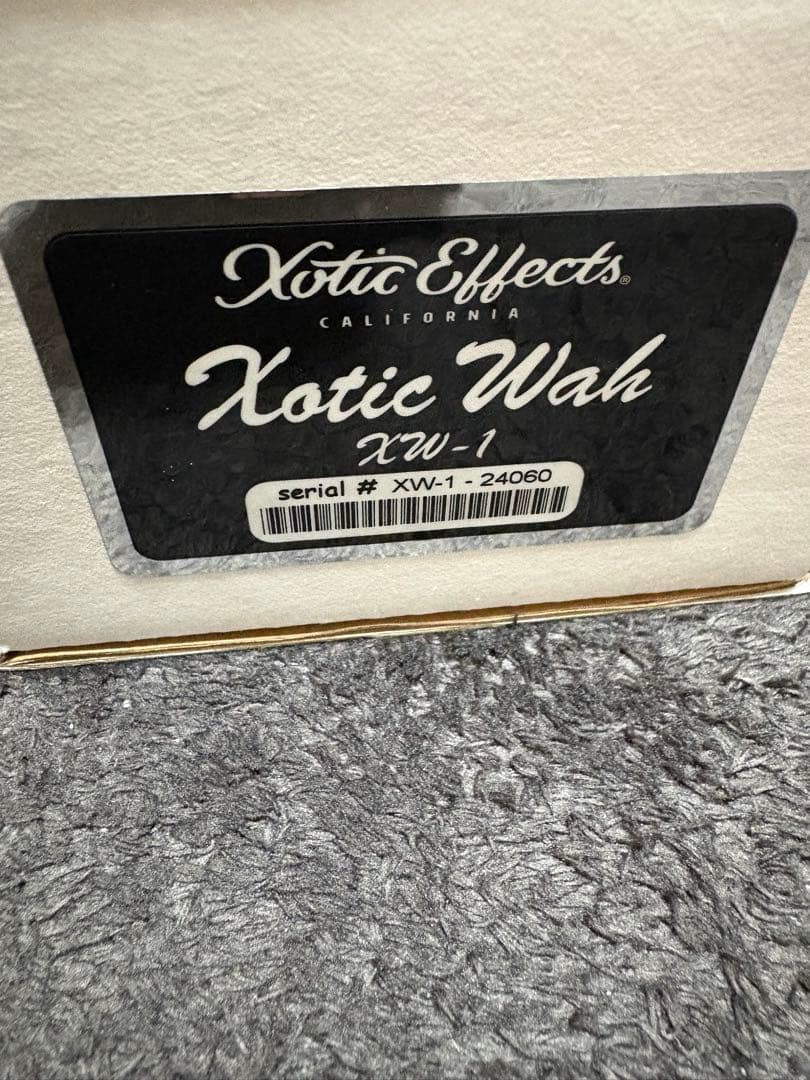 Xotic Effects®
CALIFORNIA
Xotic Wah
XW-1
serial # XW-1 - 24060